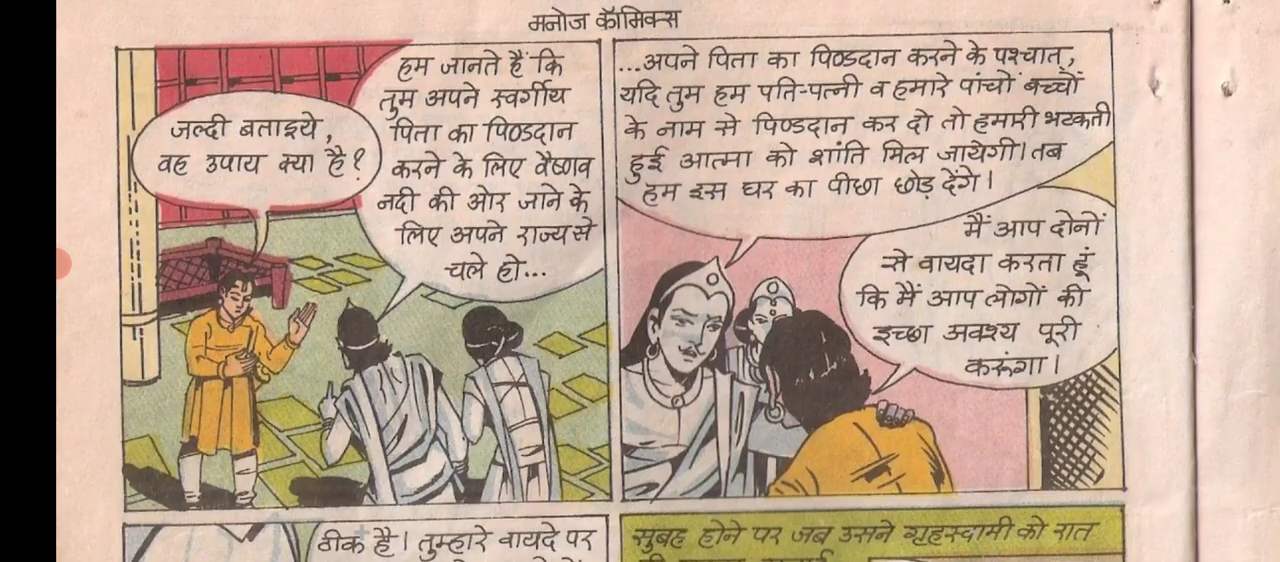 मनोज कॉमिक्स
जल्दी बताइये,
वह उपाय क्या है?
हम जानते हैं कि
तुम अपने स्वर्गीय
पिता का पिण्डदान
करने के लिए वैष्णव
नदी की ओर जाने के
लिए अपने राज्य से
चले हो...
...अपने पिता का पिण्डदान करने के पश्चात्,
यदि तुम हम पति-पत्नी व हमारे पांचों बच्चों
के नाम से पिण्डदान कर दो तो हमारी भटकती
हुई आत्मा को शांति मिल जायेगी। तब
हम इस घर का पीछा छोड़ देंगे।
मैं आप दोनों
से वायदा करता हूं
कि मैं आप लोगों की
इच्छा अवश्य पूरी
करूंगा।
ठीक है। तुम्हारे वायदे पर
सुबह होने पर जब उसने गृहस्वामी को रात